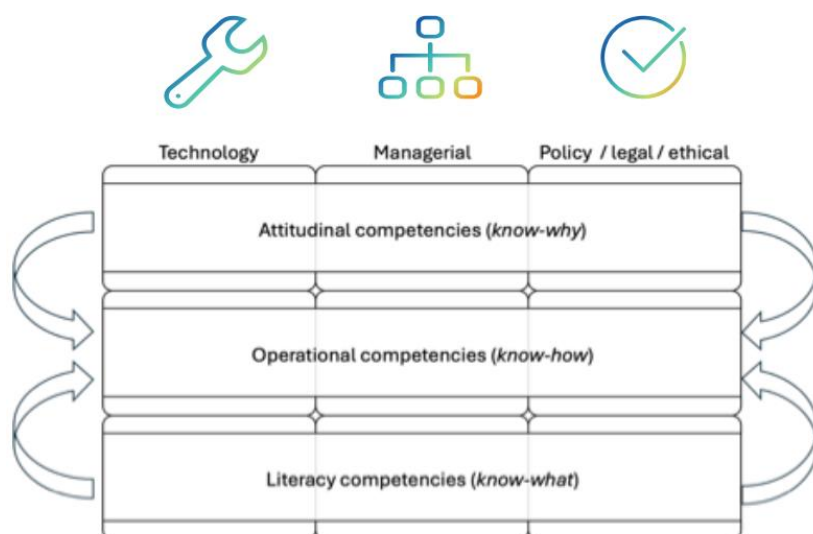 Technology Managerial Policy / legal / ethical
Attitudinal competencies (know-why)
Operational competencies (know-how)
Literacy competencies (know-what)